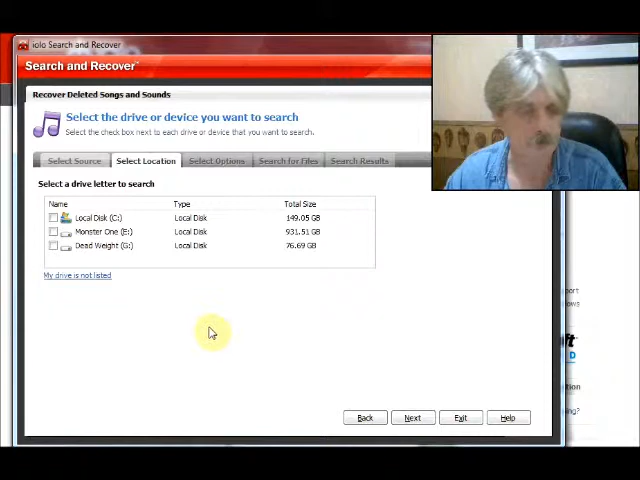 iolo Search and Recover
Search and Recover™
Recover Deleted Songs and Sounds
Select the drive or device you want to search
Select the check box next to each drive or device that you want to search.
Select Source Select Location Select Options Search for Files Search Results
Select a drive letter to search
Name Type Total Size
Local Disk (C:) Local Disk 149.05 GB
Monster One (E:) Local Disk 931.51 GB
Dead Weight (G:) Local Disk 76.69 GB
My drive is not listed
Back Next Exit Help